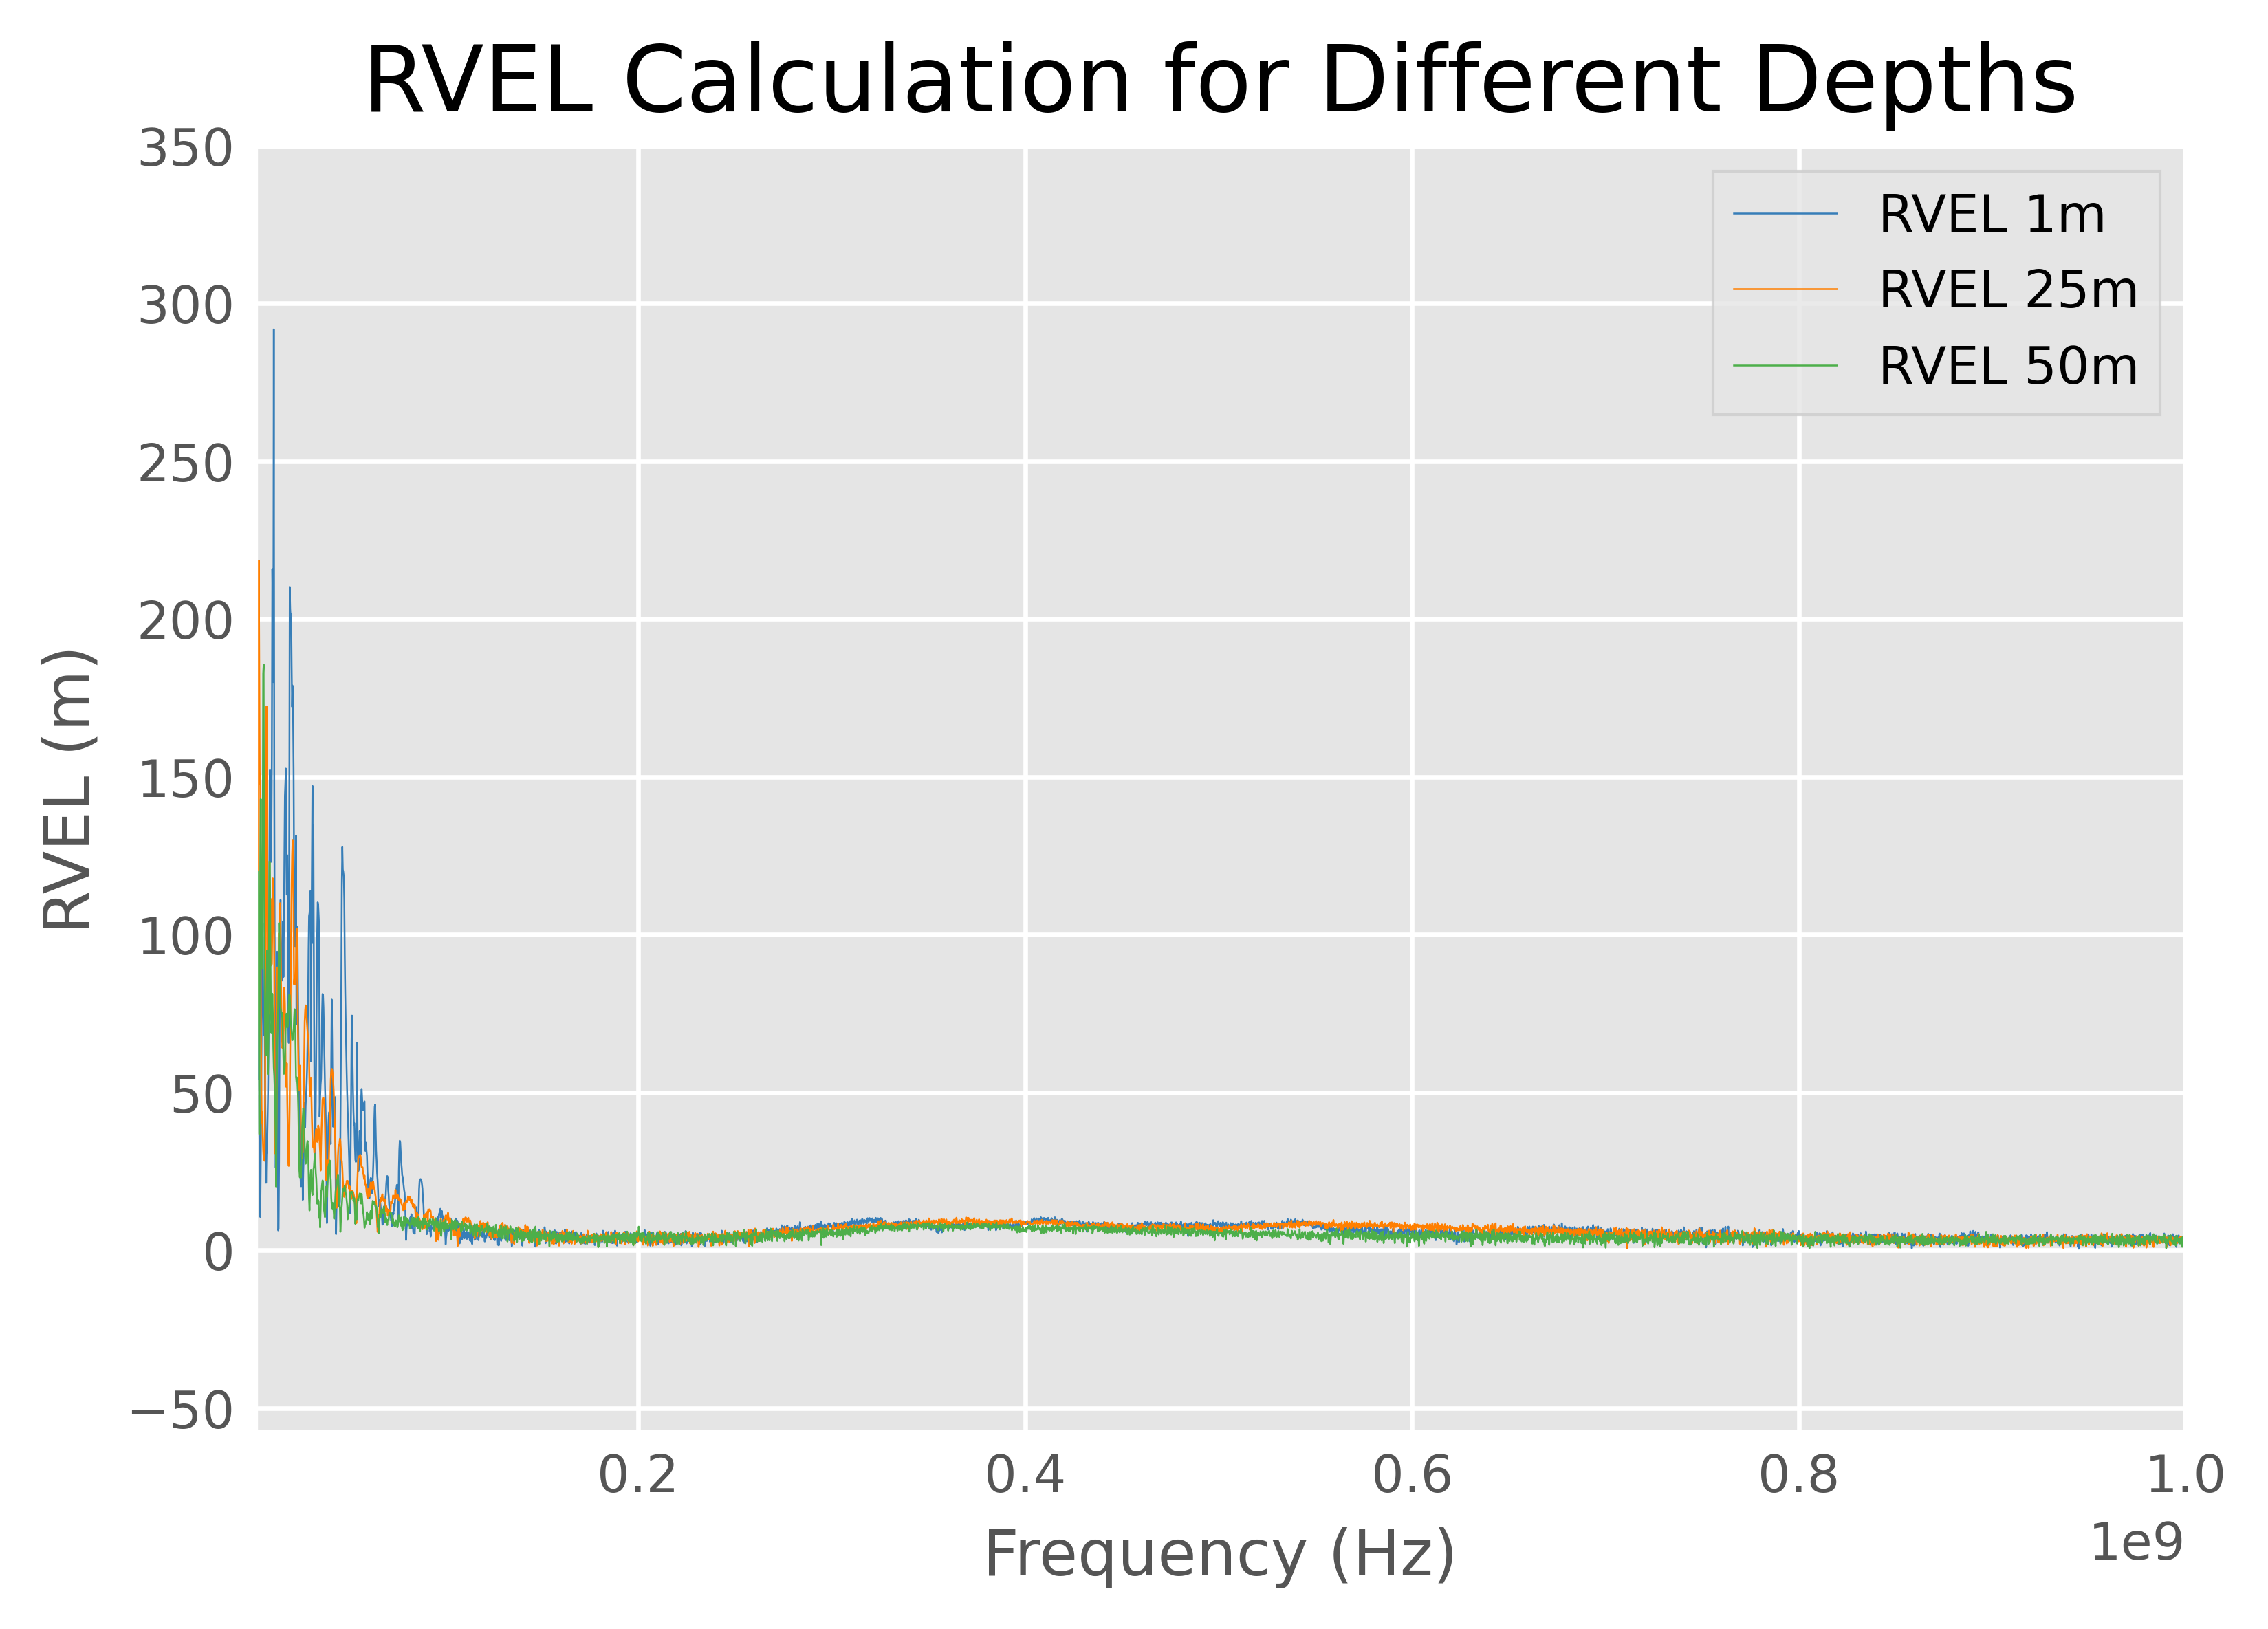 RVEL Calculation for Different Depths
350
300
250
200
150
100
50
0
−50
RVEL (m)
RVEL 1m
RVEL 25m
RVEL 50m
0.2 0.4 0.6 0.8 1.0
1e9
Frequency (Hz)